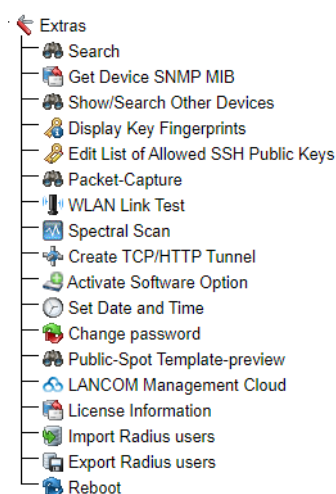 Extras
Search
Get Device SNMP MIB
Show/Search Other Devices
Display Key Fingerprints
Edit List of Allowed SSH Public Keys
Packet-Capture
WLAN Link Test
Spectral Scan
Create TCP/HTTP Tunnel
Activate Software Option
Set Date and Time
Change password
Public-Spot Template-preview
LANCOM Management Cloud
License Information
Import Radius users
Export Radius users
Reboot